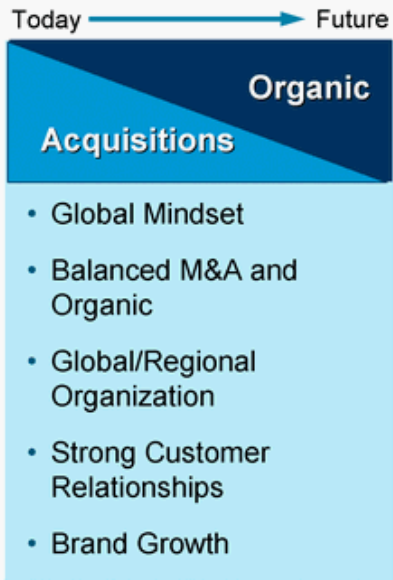 Today Future
Organic
Acquisitions
• Global Mindset
• Balanced M&A and
Organic
• Global/Regional
Organization
• Strong Customer
Relationships
• Brand Growth